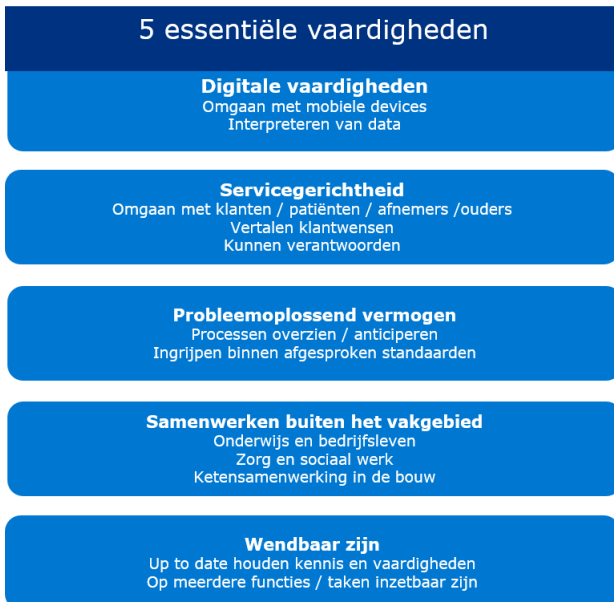 5 essentiële vaardigheden
Digitale vaardigheden
Omgaan met mobiele devices
Interpreteren van data
Servicegerichtheid
Omgaan met klanten / patiënten / afnemers /ouders
Vertalen klantwensen
Kunnen verantwoorden
Probleemoplossend vermogen
Processen overzien / anticiperen
Ingrijpen binnen afgesproken standaarden
Samenwerken buiten het vakgebied
Onderwijs en bedrijfsleven
Zorg en sociaal werk
Ketensamenwerking in de bouw
Wendbaar zijn
Up to date houden kennis en vaardigheden
Op meerdere functies / taken inzetbaar zijn